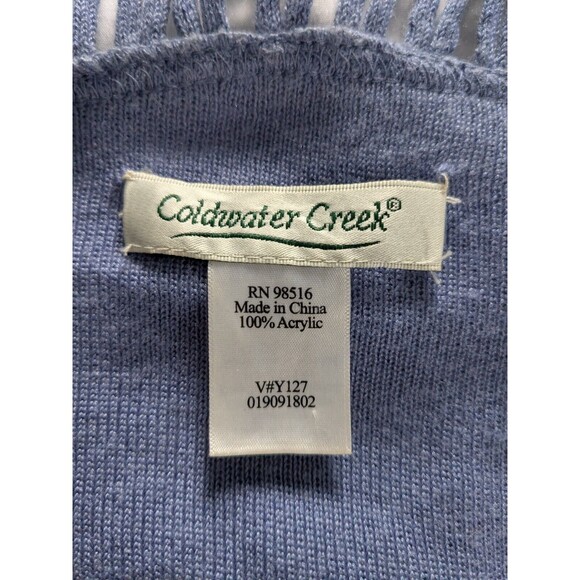 Coldwater Creek®
RN 98516
Made in China
100% Acrylic
V#Y127
019091802